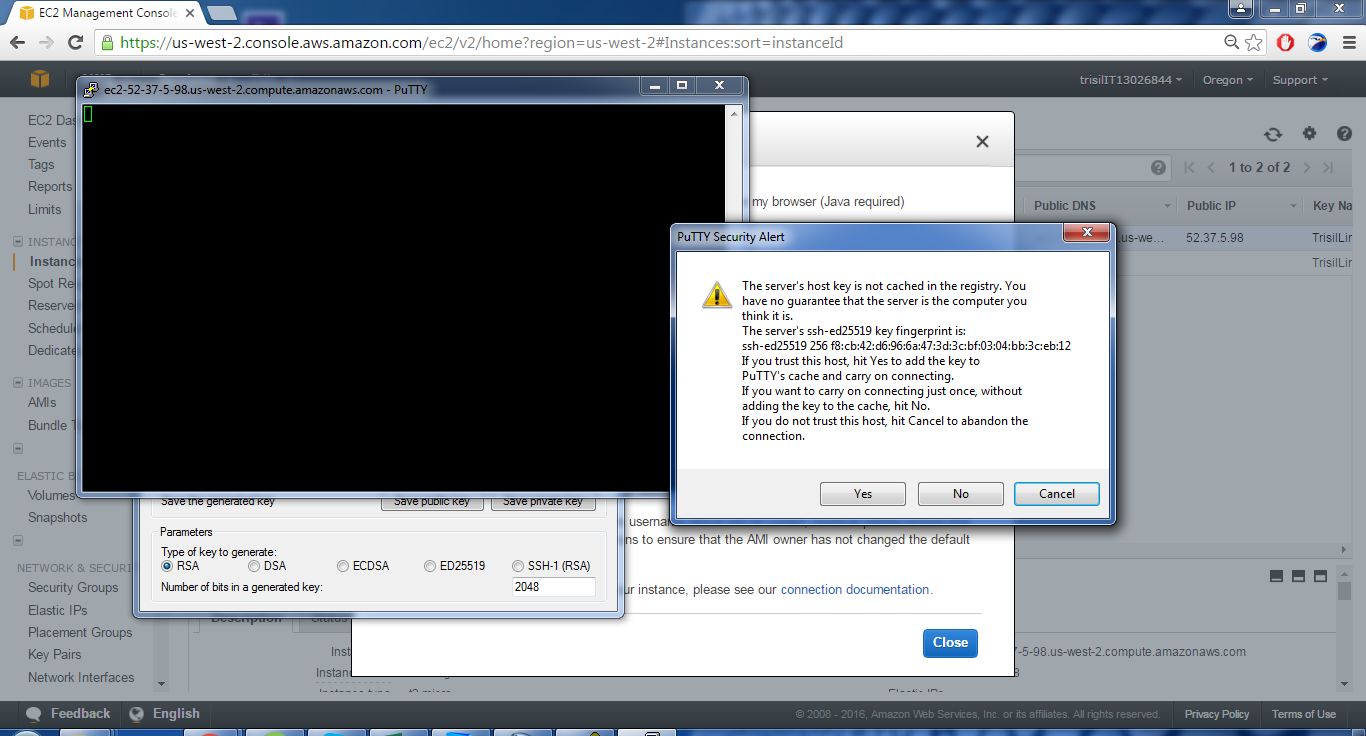 EC2 Management Console
https://us-west-2.console.aws.amazon.com/ec2/v2/home?region=us-west-2#Instances:sort=instanceId
trisilIT13026844
Oregon
Support
ec2-52-37-5-98.us-west-2.compute.amazonaws.com - PuTTY
EC2 Das
Events
Tags
Reports
Limits
INSTANC
Instanc
Spot Re
Reserve
Schedul
Dedicate
IMAGES
AMIs
Bundle T
ELASTIC B
Volumes
Snapshots
NETWORK & SECURI
Security Groups
Elastic IPs
Placement Groups
Key Pairs
Network Interfaces
1 to 2 of 2
my browser (Java required)
Public DNS
Public IP
Key Na
.us-we...
52.37.5.98
TrisilLin
TrisilLin
PuTTY Security Alert
The server's host key is not cached in the registry. You
have no guarantee that the server is the computer you
think it is.
The server's ssh-ed25519 key fingerprint is:
ssh-ed25519 256 f8:cb:42:d6:96:6a:47:3d:3c:bf:03:04:bb:3c:eb:12
If you trust this host, hit Yes to add the key to
PuTTY's cache and carry on connecting.
If you want to carry on connecting just once, without
adding the key to the cache, hit No.
If you do not trust this host, hit Cancel to abandon the
connection.
Yes
No
Cancel
Save the generated key
Save public key
Save private key
Parameters
Type of key to generate:
RSA
DSA
ECDSA
ED25519
SSH-1 (RSA)
Number of bits in a generated key:
2048
ns to ensure that the AMI owner has not changed the default
ur instance, please see our connection documentation.
Close
Description
Status
Inst
Instanc
Instance type
t2.micro
7-5-98.us-west-2.compute.amazonaws.com
Elastic IPs
Feedback
English
© 2008 - 2016, Amazon Web Services, Inc. or its affiliates. All rights reserved.
Privacy Policy
Terms of Use